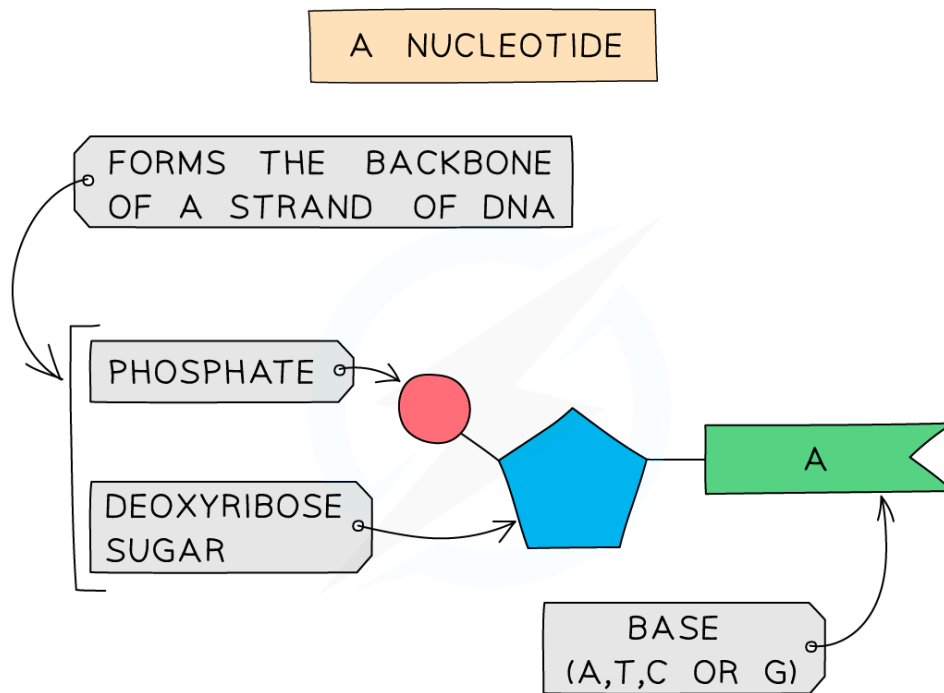 A NUCLEOTIDE
FORMS THE BACKBONE
OF A STRAND OF DNA
PHOSPHATE
DEOXYRIBOSE
SUGAR
A
BASE
(A,T,C OR G)